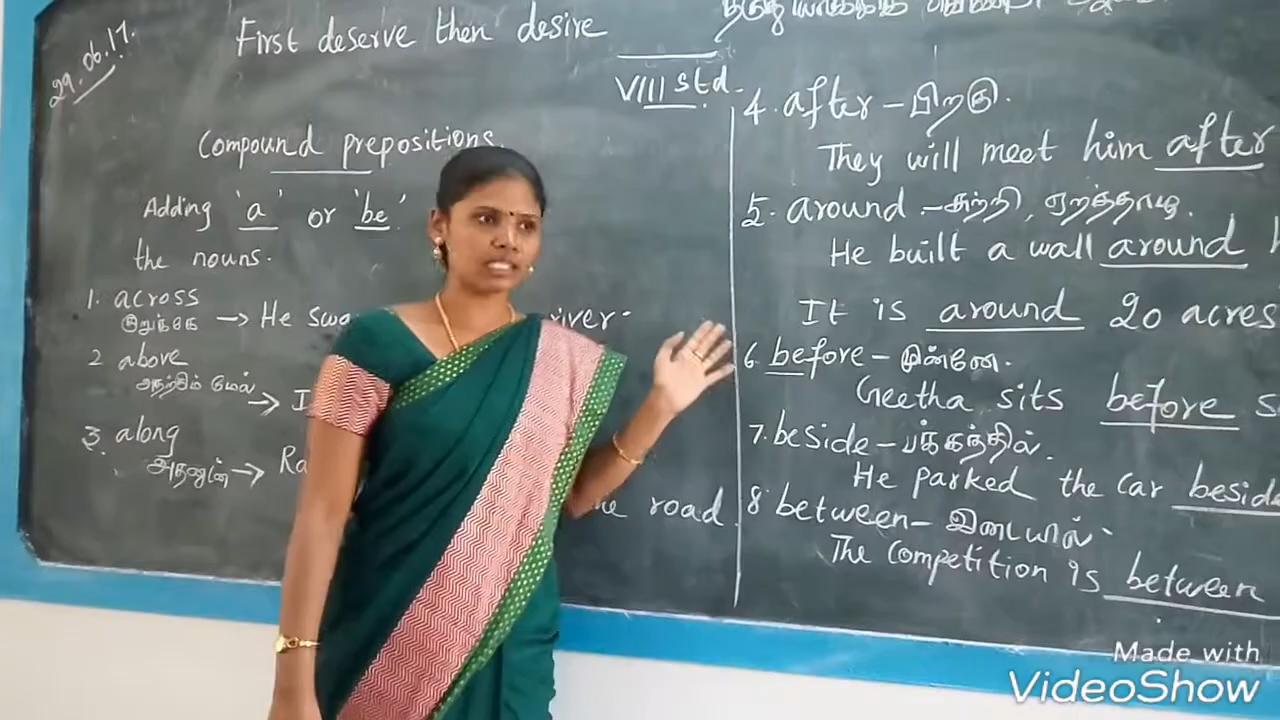 29.06.17.
First deserve then desire
VIII std.
Compound prepositions.
Adding 'a' or 'be'
the nouns.
1. across
குறுக்கே → He swa river.
2 above
அதற்கும் மேல் → I
3. along
அதனுடன் → Ra he road.
4. after - பிறகு.
They will meet him after
5. around - சுற்றி, ஏறத்தாழ.
He built a wall around h
It is around 20 acres
6. before - முன்னே.
Geetha sits before s
7. beside - பக்கத்தில்.
He parked the car beside
8. between - இடையில்.
The Competition is between
Made with
VideoShow